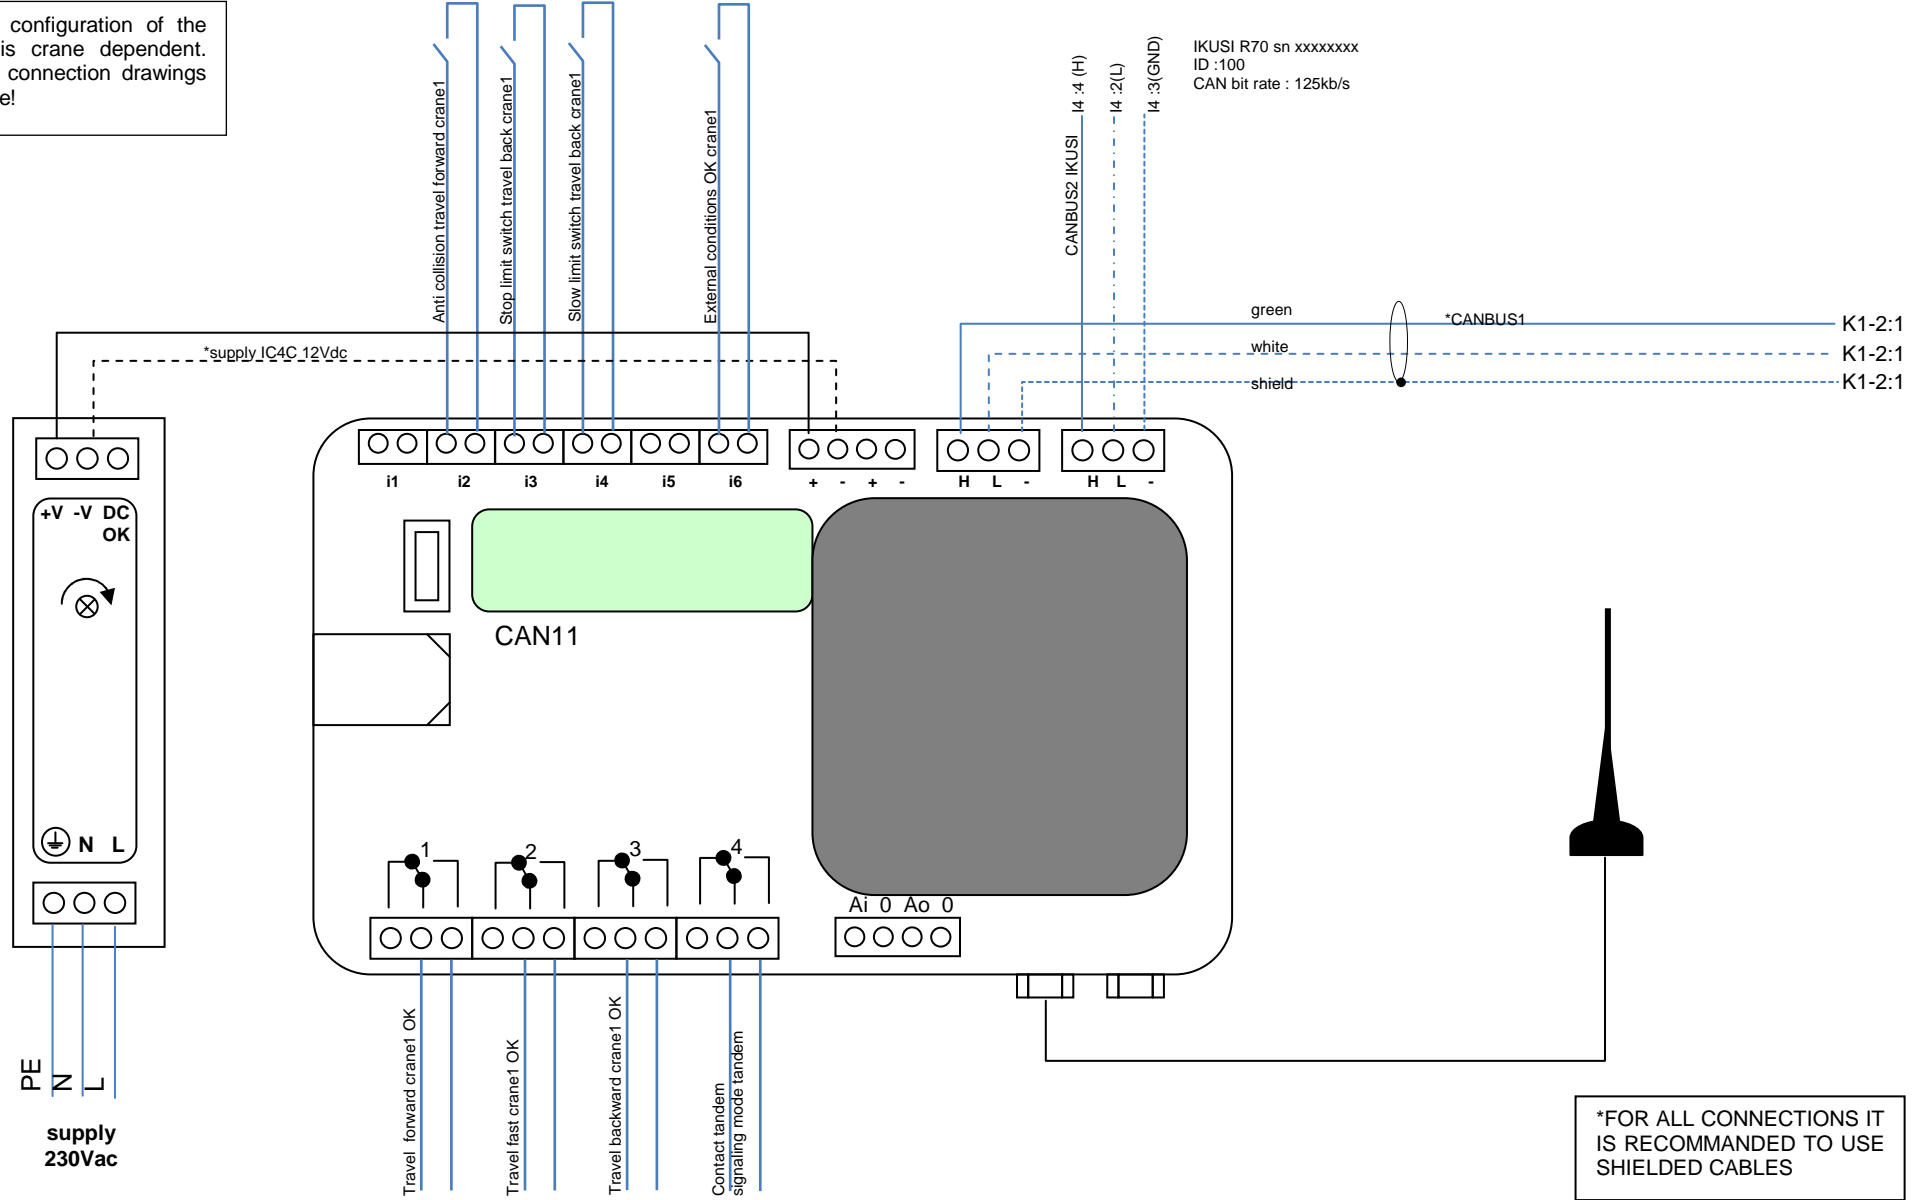 configuration of the
is crane dependent.
connection drawings
e!
Anti collision travel forward crane1
Stop limit switch travel back crane1
Slow limit switch travel back crane1
External conditions OK crane1
CANBUS2 IKUSI
I4 :4 (H)
I4 :2(L)
I4 :3(GND)
IKUSI R70 sn xxxxxxxx
ID :100
CAN bit rate : 125kb/s
green
*CANBUS1
K1-2:1
white
K1-2:1
shield
K1-2:1
*supply IC4C 12Vdc
i1 i2 i3 i4 i5 i6 + - + - H L - H L -
+V -V DC
OK
CAN11
N L
1 2 3 4
Ai 0 Ao 0
PE
N
L
supply
230Vac
Travel forward crane1 OK
Travel fast crane1 OK
Travel backward crane1 OK
Contact tandem
signaling mode tandem
*FOR ALL CONNECTIONS IT
IS RECOMMANDED TO USE
SHIELDED CABLES